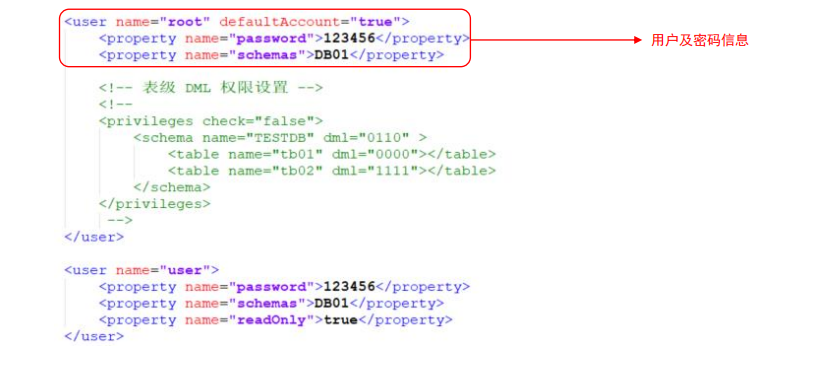 <user name="root" defaultAccount="true">
<property name="password">123456</property>
用户及密码信息
<property name="schemas">DB01</property>
<!-- 表级 DML 权限设置 -->
<!--
<privileges check="false">
<schema name="TESTDB" dml="0110" >
<table name="tb01" dml="0000"></table>
<table name="tb02" dml="1111"></table>
</schema>
</privileges>
-->
</user>
<user name="user">
<property name="password">123456</property>
<property name="schemas">DB01</property>
<property name="readOnly">true</property>
</user>